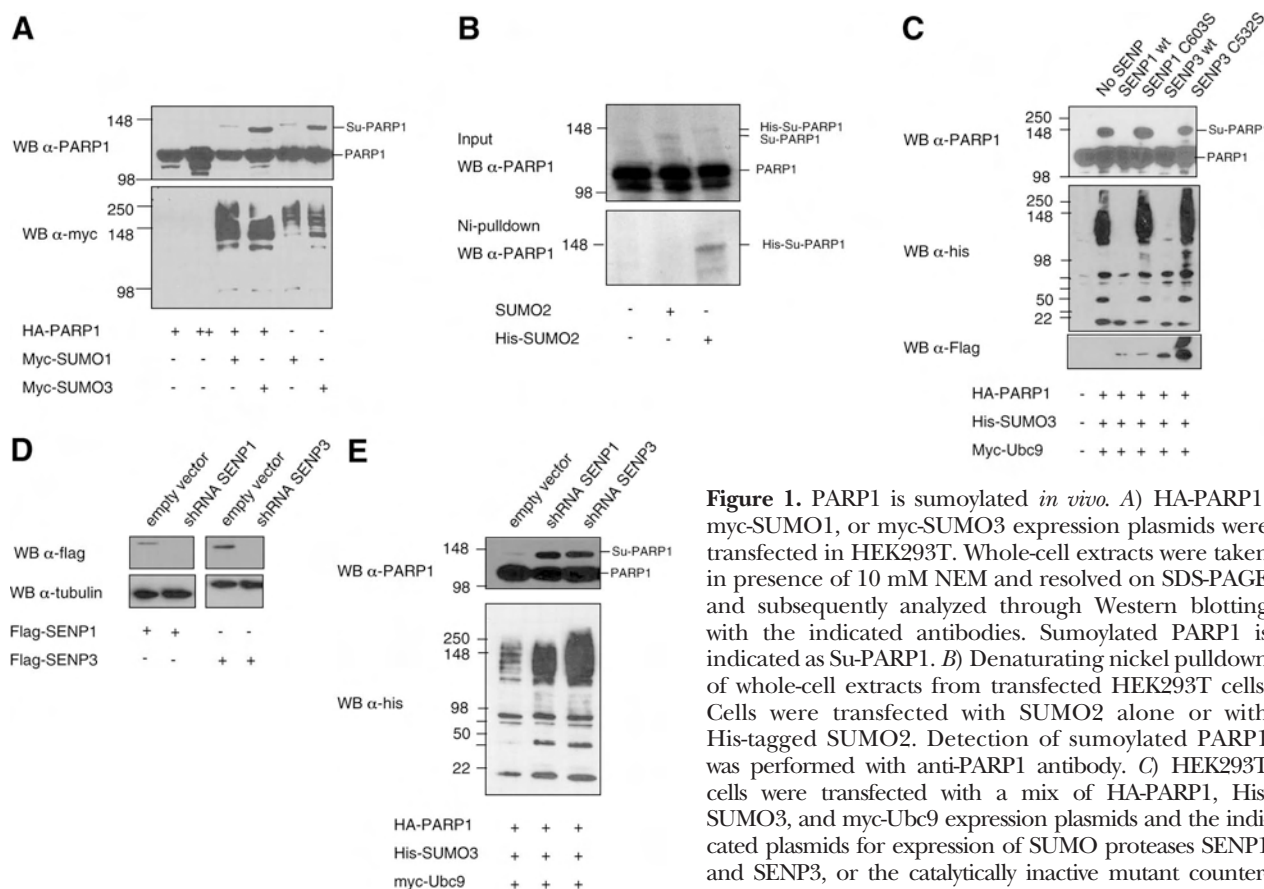 A
WB α-PARP1
148
98
Su-PARP1
PARP1
WB α-myc
250
148
98
HA-PARP1 + ++ + + - -
Myc-SUMO1 - - + - + -
Myc-SUMO3 - - - + - +
B
Input
WB α-PARP1
148
98
His-Su-PARP1
Su-PARP1
PARP1
Ni-pulldown
WB α-PARP1
148
His-Su-PARP1
SUMO2 - + -
His-SUMO2 - - +
C
No SENP
SENP1 wt
SENP1 C603S
SENP3 wt
SENP3 C532S
WB α-PARP1
250
148
98
Su-PARP1
PARP1
WB α-his
250
148
98
50
22
WB α-Flag
HA-PARP1 - + + + + +
His-SUMO3 - + + + + +
Myc-Ubc9 - + + + + +
D
empty vector
shRNA SENP1
empty vector
shRNA SENP3
WB α-flag
WB α-tubulin
Flag-SENP1 + + - -
Flag-SENP3 - - + +
E
empty vector
shRNA SENP1
shRNA SENP3
WB α-PARP1
148
98
Su-PARP1
PARP1
WB α-his
250
148
98
50
22
HA-PARP1 + + +
His-SUMO3 + + +
myc-Ubc9 + + +
Figure 1. PARP1 is sumoylated in vivo. A) HA-PARP1
myc-SUMO1, or myc-SUMO3 expression plasmids were
transfected in HEK293T. Whole-cell extracts were taken
in presence of 10 mM NEM and resolved on SDS-PAGE
and subsequently analyzed through Western blotting
with the indicated antibodies. Sumoylated PARP1 is
indicated as Su-PARP1. B) Denaturating nickel pulldown
of whole-cell extracts from transfected HEK293T cells
Cells were transfected with SUMO2 alone or with
His-tagged SUMO2. Detection of sumoylated PARP1
was performed with anti-PARP1 antibody. C) HEK293T
cells were transfected with a mix of HA-PARP1, His
SUMO3, and myc-Ubc9 expression plasmids and the indi
cated plasmids for expression of SUMO proteases SENP1
and SENP3, or the catalytically inactive mutant counter